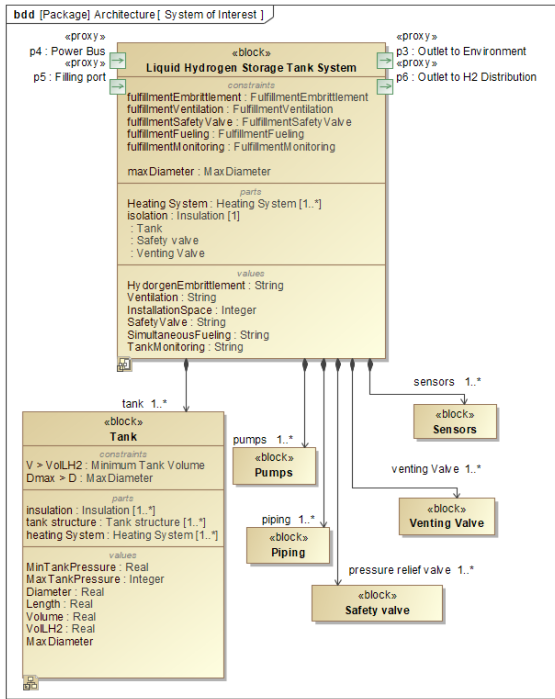 bdd [Package] Architecture [ System of Interest ]
«proxy»
p4 : Power Bus
«proxy»
p5 : Filling port
«proxy»
p3 : Outlet to Environment
«proxy»
p6 : Outlet to H2 Distribution
«block»
Liquid Hydrogen Storage Tank System
constraints
fulfillmentEmbrittlement : FulfillmentEmbrittlement
fulfillmentVentilation : FulfillmentVentilation
fulfillmentSafetyValve : FulfillmentSafetyValve
fulfillmentFueling : FulfillmentFueling
fulfillmentMonitoring : FulfillmentMonitoring
maxDiameter : MaxDiameter
parts
Heating System : Heating System [1..*]
isolation : Insulation [1]
: Tank
: Safety valve
: Venting Valve
values
HydorgenEmbrittlement : String
Ventilation : String
InstallationSpace : Integer
SafetyValve : String
SimultaneousFueling : String
TankMonitoring : String
tank 1..*
«block»
Tank
constraints
V > VolLH2 : Minimum Tank Volume
Dmax > D : MaxDiameter
parts
insulation : Insulation [1..*]
tank structure : Tank structure [1..*]
heating System : Heating System [1..*]
values
MinTankPressure : Real
MaxTankPressure : Integer
Diameter : Real
Length : Real
Volume : Real
VolLH2 : Real
MaxDiameter
pumps 1..*
«block»
Pumps
piping 1..*
«block»
Piping
pressure relief valve 1..*
«block»
Safety valve
venting Valve 1..*
«block»
Venting Valve
sensors 1..*
«block»
Sensors